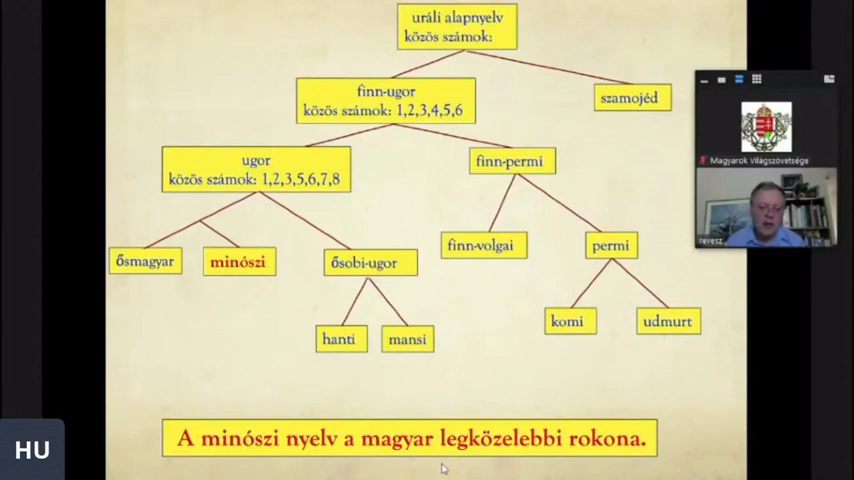 uráli alapnyelv
közös számok:
finn-ugor
közös számok: 1,2,3,4,5,6
szamojéd
ugor
közös számok: 1,2,3,5,6,7,8
finn-permi
ősmagyar
minószi
ősobi-ugor
finn-volgai
permi
hanti
mansi
komi
udmurt
A minószi nyelv a magyar legközelebbi rokona.
Magyarok Világszövetsége
revesz
HU